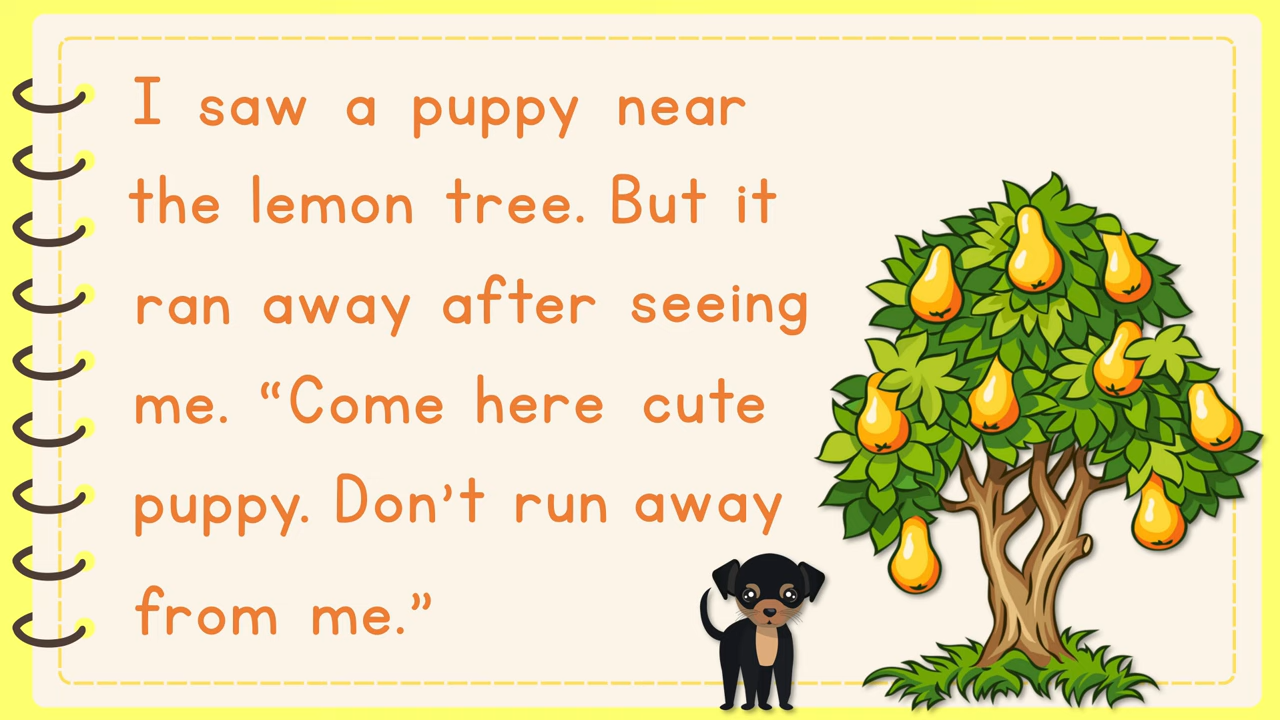 I saw a puppy near
the lemon tree. But it
ran away after seeing
me. “Come here cute
puppy. Don’t run away
from me.”